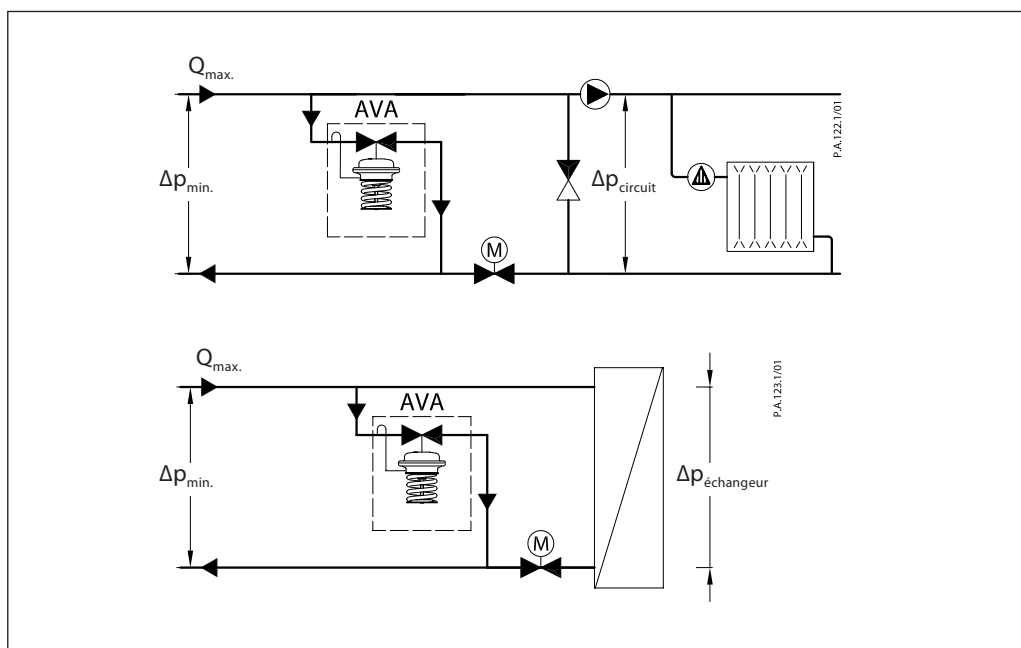 Qmax.
AVA
Δpmin.
Δpcircuit
M
P.A.122.1/01
Qmax.
AVA
Δpmin.
Δpéchangeur
M
P.A.123.1/01